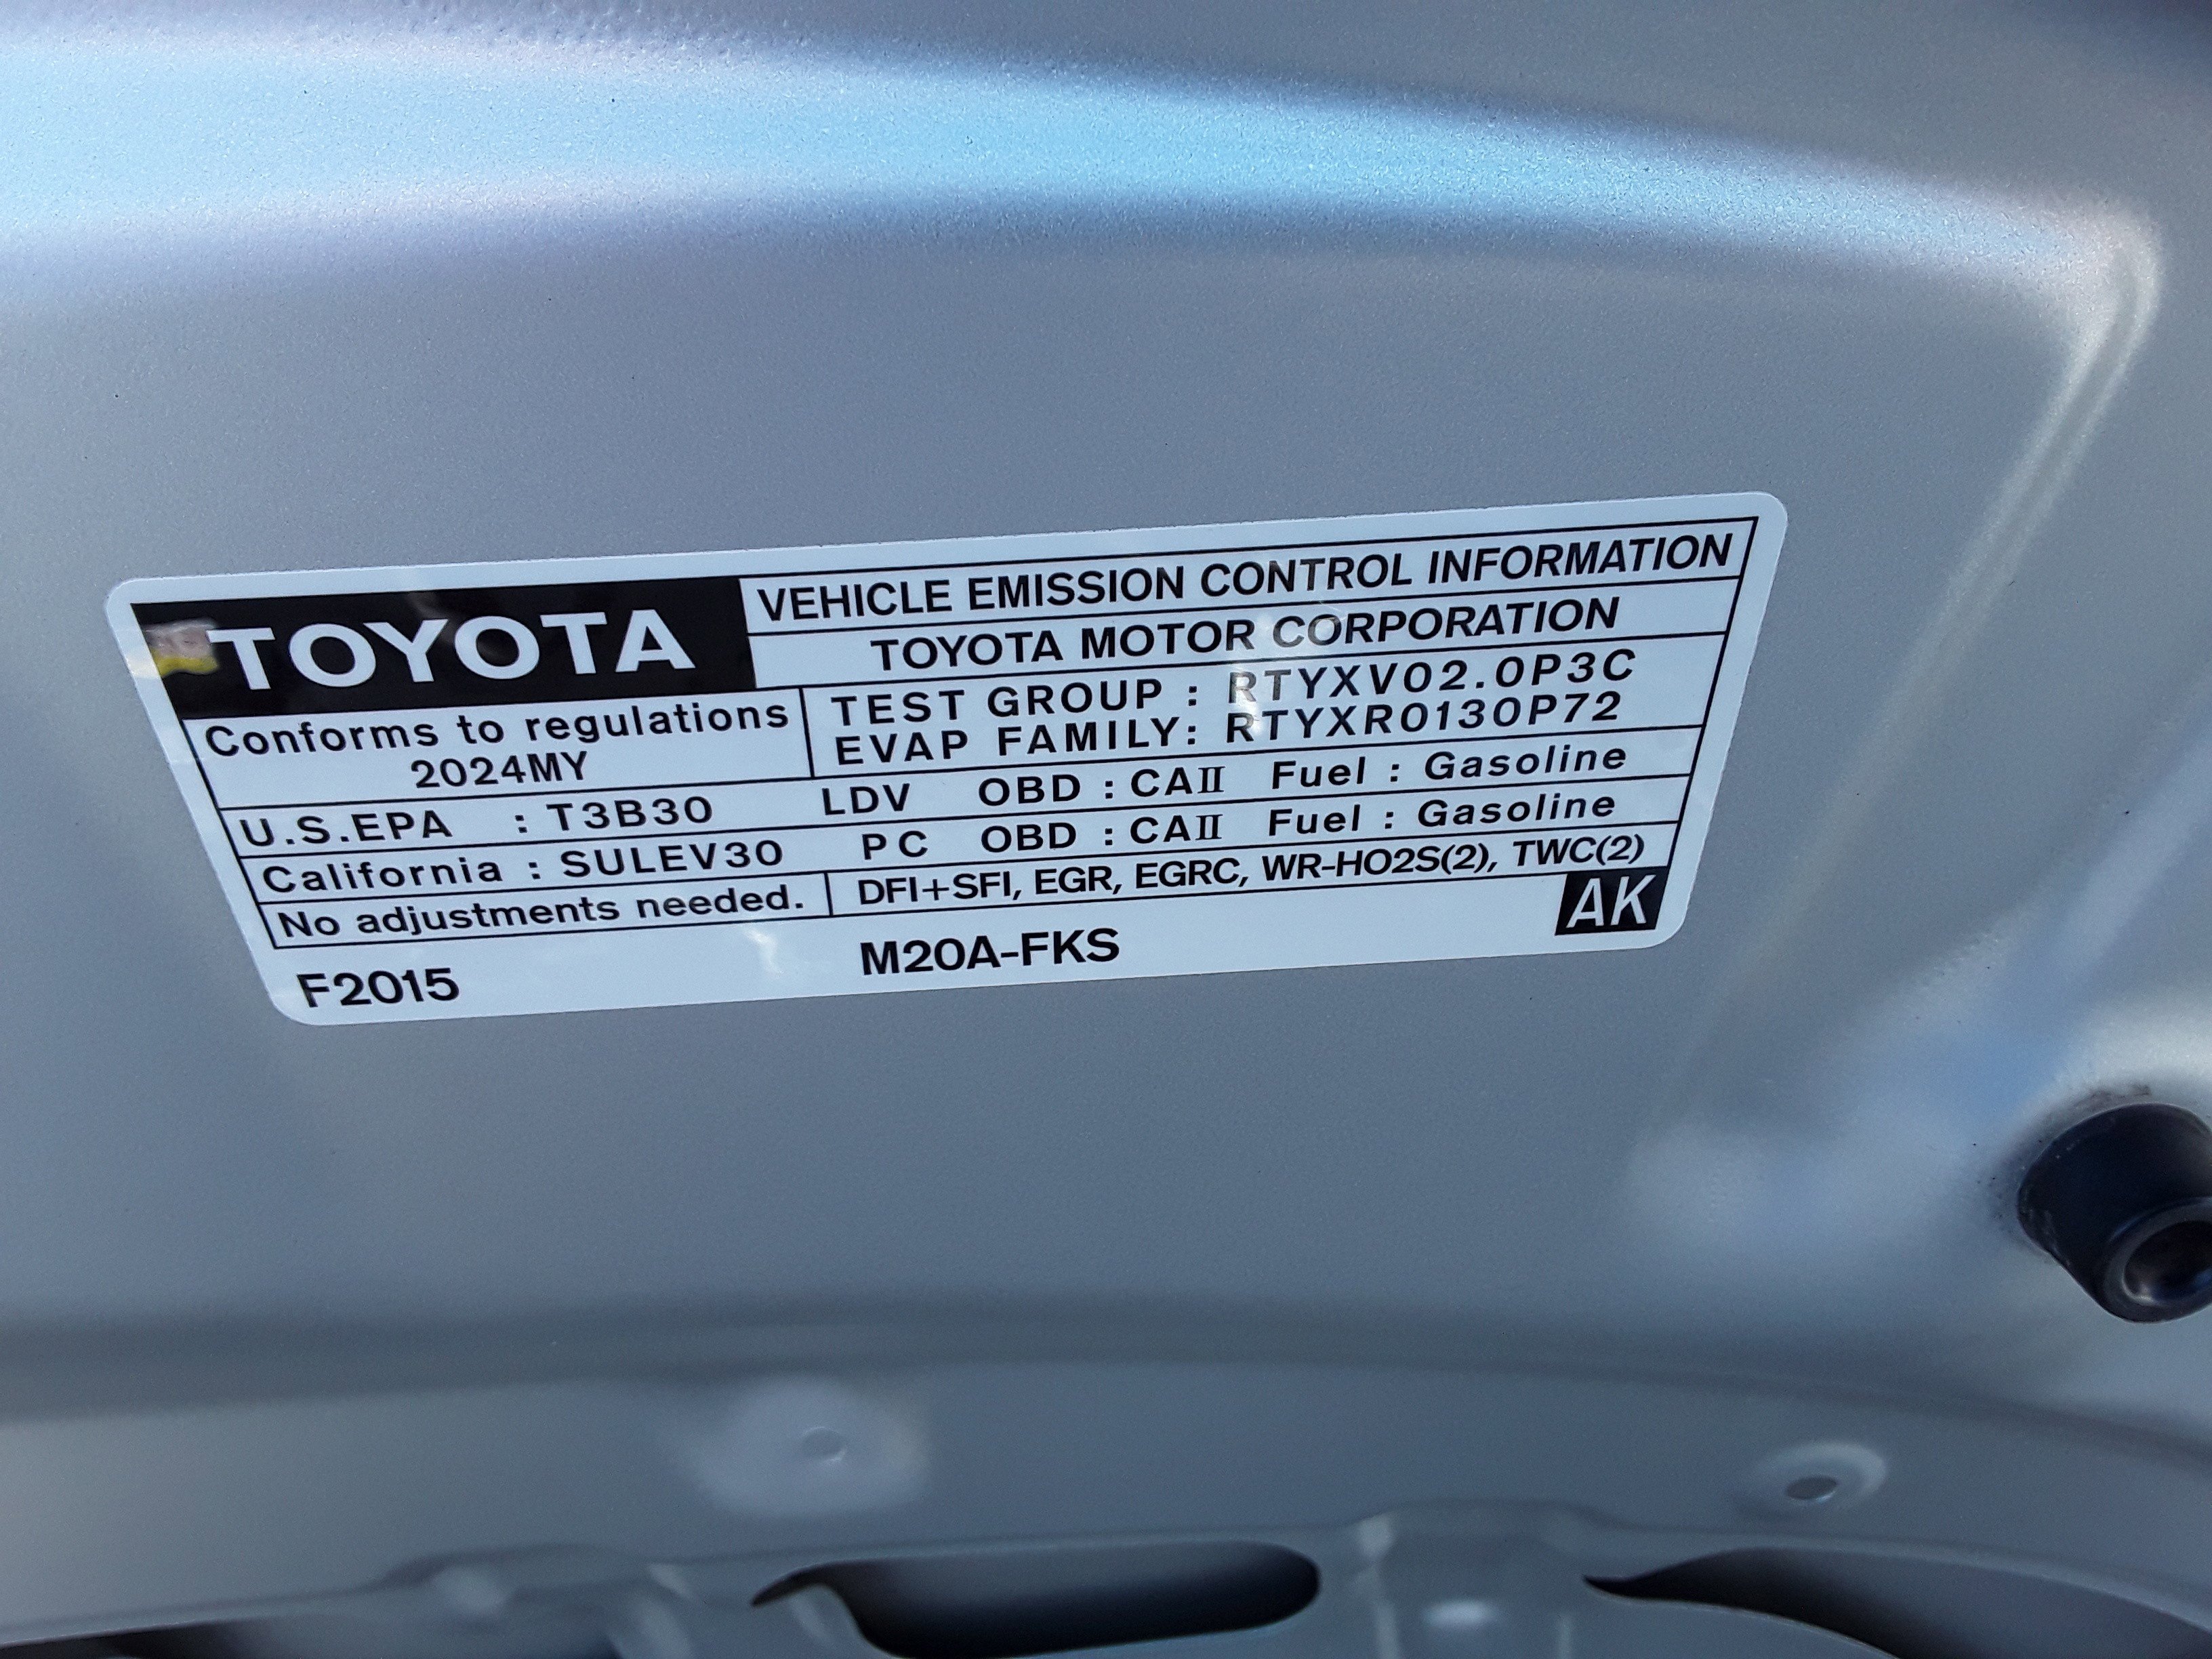 TOYOTA
VEHICLE EMISSION CONTROL INFORMATION
TOYOTA MOTOR CORPORATION
Conforms to regulations
2024MY
TEST GROUP : RTYXV02.0P3C
EVAP FAMILY: RTYXR0130P72
U.S.EPA : T3B30 LDV OBD : CAII Fuel : Gasoline
California : SULEV30 PC OBD : CAII Fuel : Gasoline
No adjustments needed. DFI+SFI, EGR, EGRC, WR-HO2S(2), TWC(2)
F2015 M20A-FKS AK